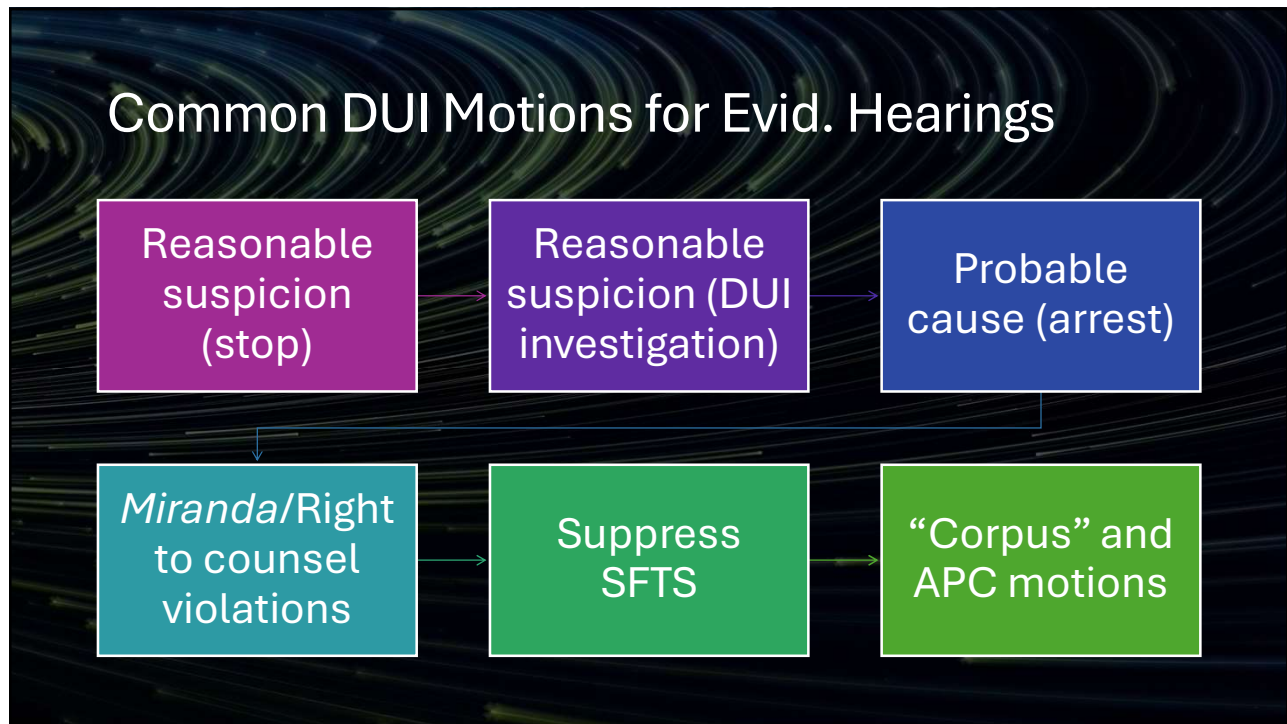 Common DUI Motions for Evid. Hearings
Reasonable
suspicion
(stop)
Reasonable
suspicion (DUI
investigation)
Probable
cause (arrest)
Miranda/Right
to counsel
violations
Suppress
SFTS
“Corpus” and
APC motions